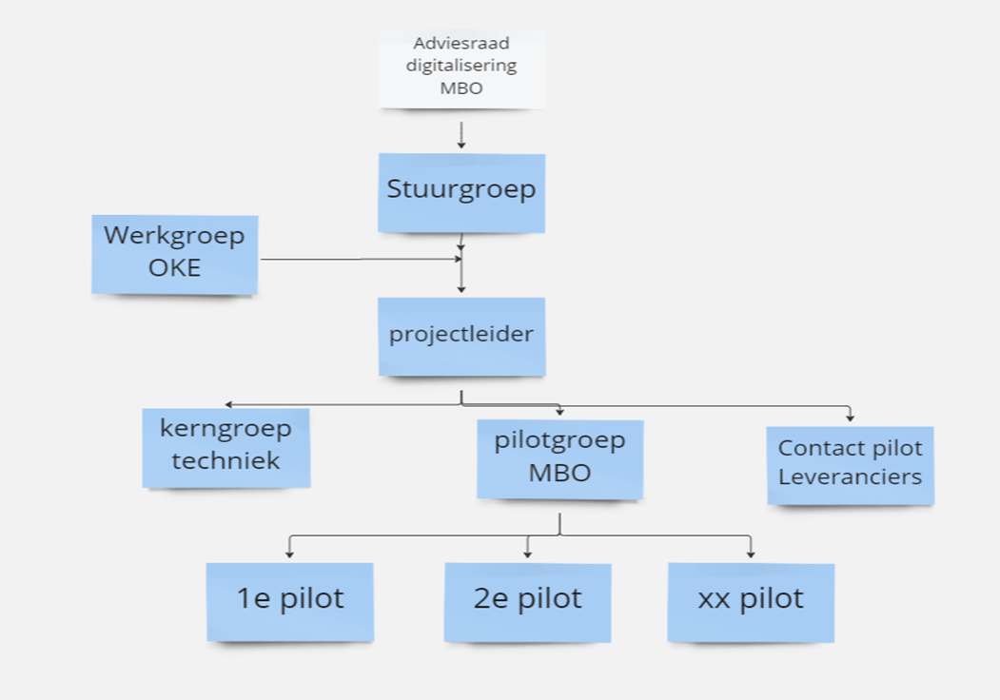 Adviesraad
digitalisering
MBO
Stuurgroep
Werkgroep
OKE
projectleider
kerngroep
techniek
pilotgroep
MBO
Contact pilot
Leveranciers
1e pilot
2e pilot
xx pilot